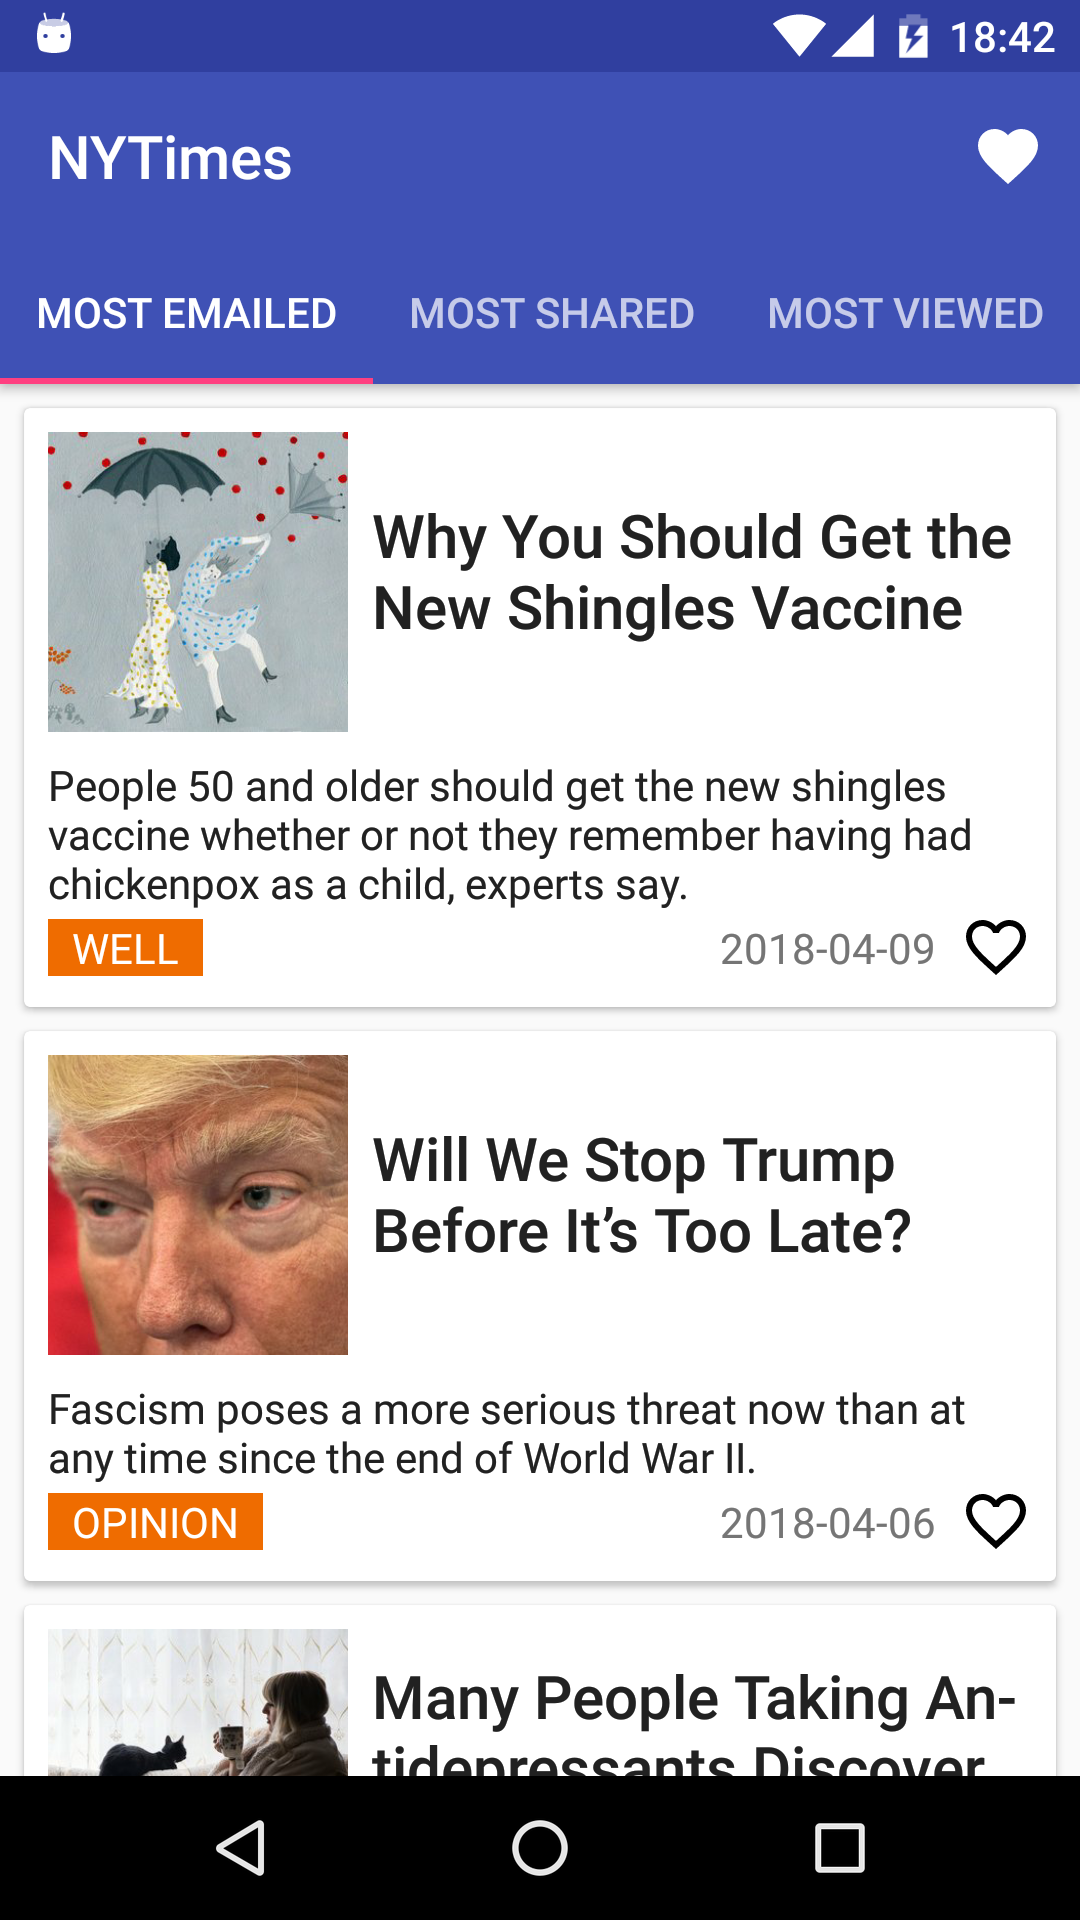 18:42
NYTimes
MOST EMAILED MOST SHARED MOST VIEWED
Why You Should Get the
New Shingles Vaccine
People 50 and older should get the new shingles
vaccine whether or not they remember having had
chickenpox as a child, experts say.
WELL 2018-04-09
Will We Stop Trump
Before It’s Too Late?
Fascism poses a more serious threat now than at
any time since the end of World War II.
OPINION 2018-04-06
Many People Taking An-
tidepressants Discover